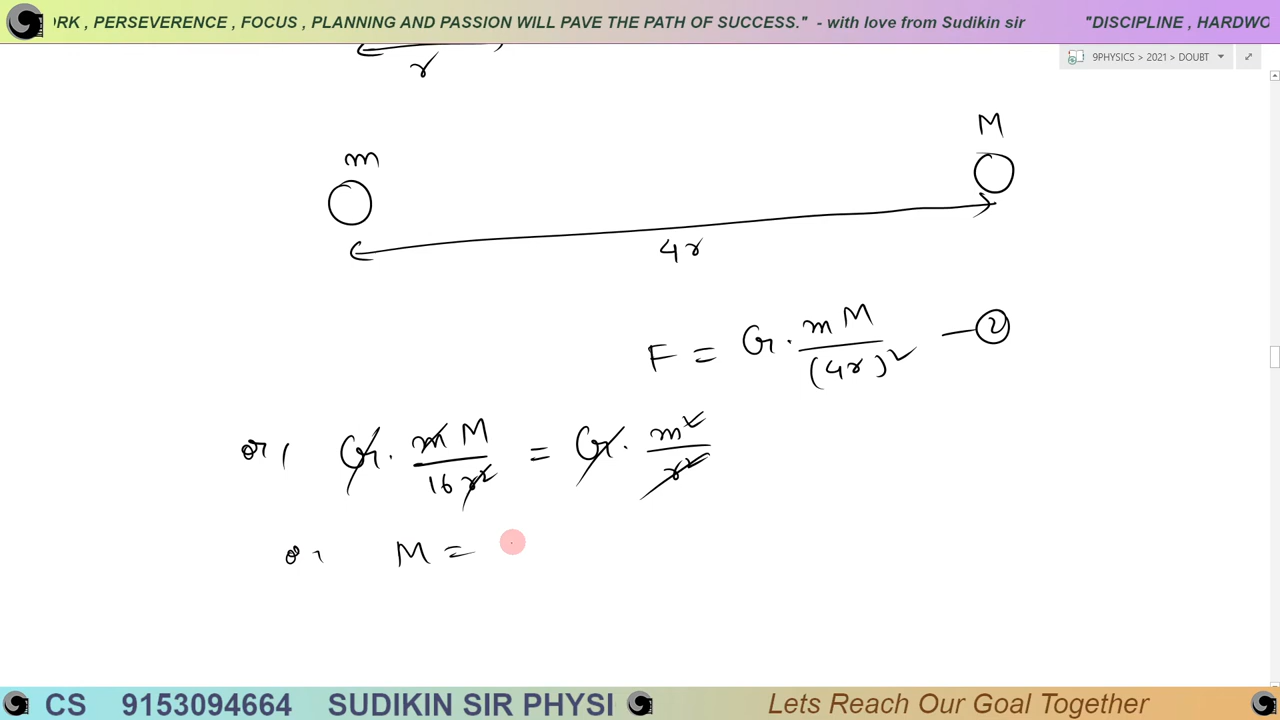 ORK , PERSEVERENCE , FOCUS , PLANNING AND PASSION WILL PAVE THE PATH OF SUCCESS." - with love from Sudikin sir "DISCIPLINE , HARDWO
9PHYSICS > 2021 > DOUBT
r
m M
4r
F = G · mM/(4r)² — ②
or, G · mM/16r² = G · m²/r²
or, M =
CS 9153094664 SUDIKIN SIR PHYSI Lets Reach Our Goal Together